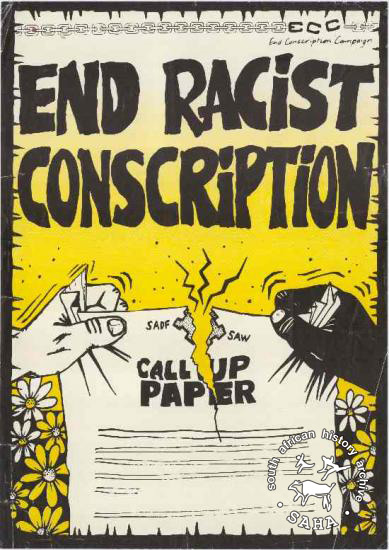 ECC
End Conscription Campaign
END RACiST
CONSCRiPTiON
SADF
SAW
CALL UP
PAPER
south african history archive
SAHA